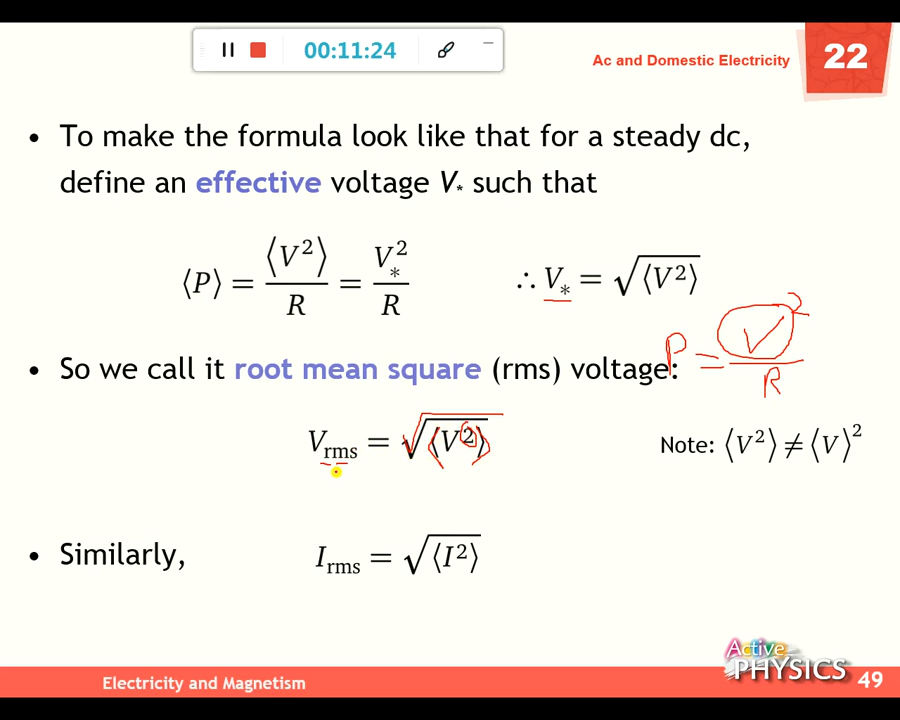 00:11:24
Ac and Domestic Electricity
22
• To make the formula look like that for a steady dc,
define an effective voltage V* such that
⟨P⟩ = ⟨V²⟩/R = V*²/R ∴ V* = √⟨V²⟩
P = V²/R
• So we call it root mean square (rms) voltage:
Vrms = √⟨V²⟩ Note: ⟨V²⟩ ≠ ⟨V⟩²
• Similarly, Irms = √⟨I²⟩
Active
PHYSICS
Electricity and Magnetism
49